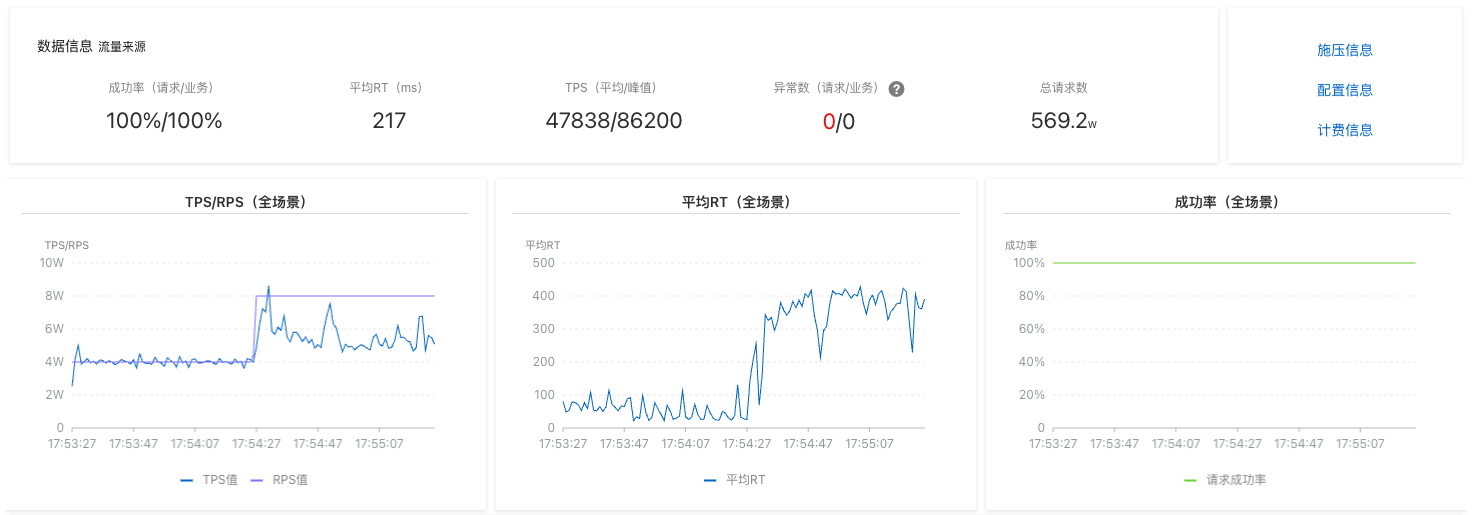 数据信息 流量来源
成功率（请求/业务） 平均RT（ms） TPS（平均/峰值） 异常数（请求/业务） ? 总请求数
100%/100% 217 47838/86200 0/0 569.2w
施压信息
配置信息
计费信息
TPS/RPS（全场景）
TPS/RPS
10W
8W
6W
4W
2W
0
17:53:27 17:53:47 17:54:07 17:54:27 17:54:47 17:55:07
TPS值 RPS值
平均RT（全场景）
平均RT
500
400
300
200
100
0
17:53:27 17:53:47 17:54:07 17:54:27 17:54:47 17:55:07
平均RT
成功率（全场景）
成功率
100%
80%
60%
40%
20%
0
17:53:27 17:53:47 17:54:07 17:54:27 17:54:47 17:55:07
请求成功率